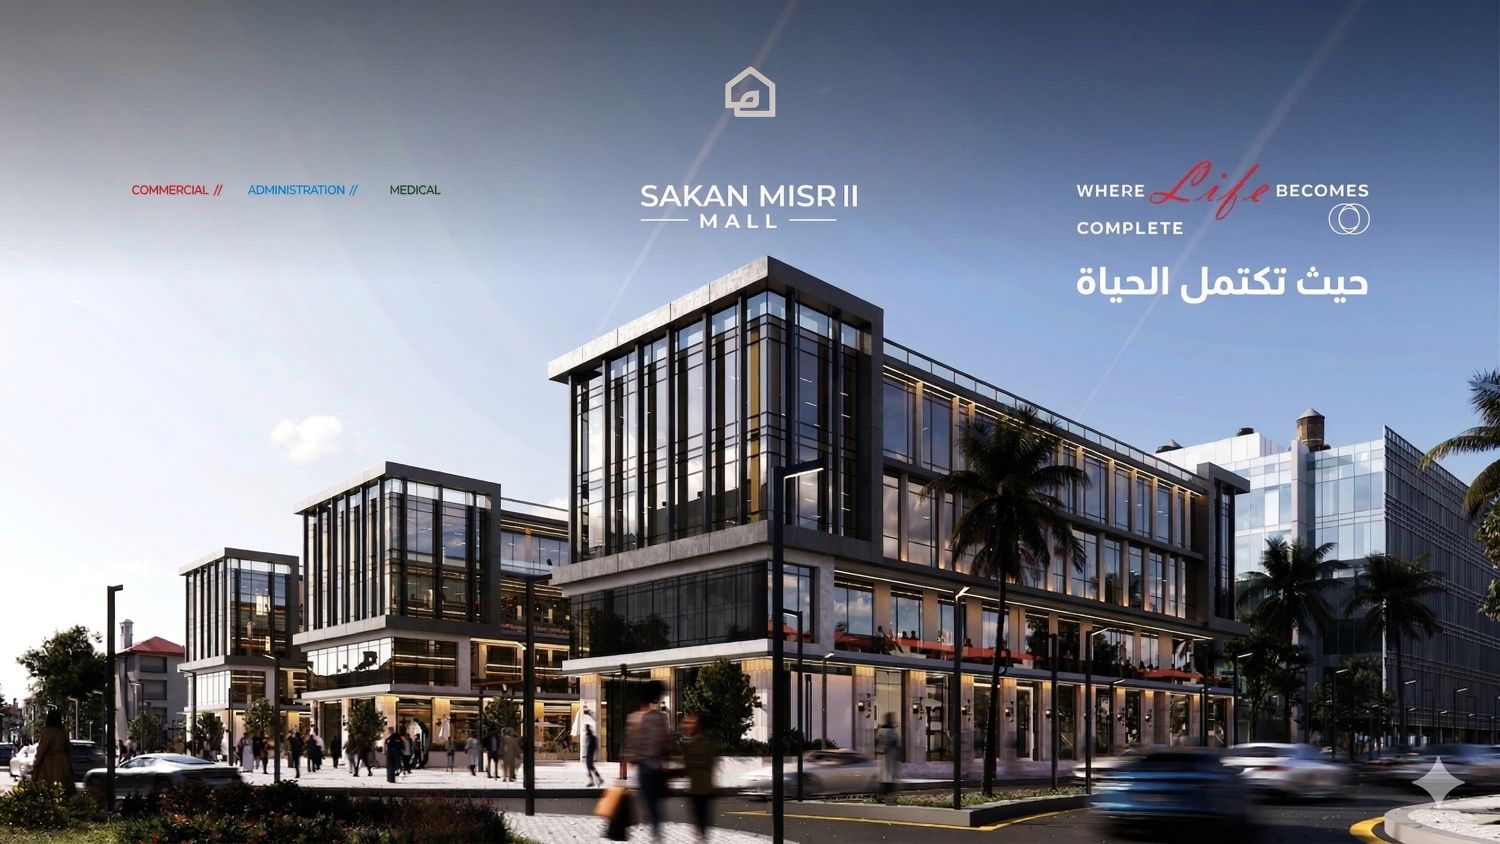 COMMERCIAL // ADMINISTRATION // MEDICAL
SAKAN MISR II
MALL
WHERE Life BECOMES
COMPLETE
حيث تكتمل الحياة